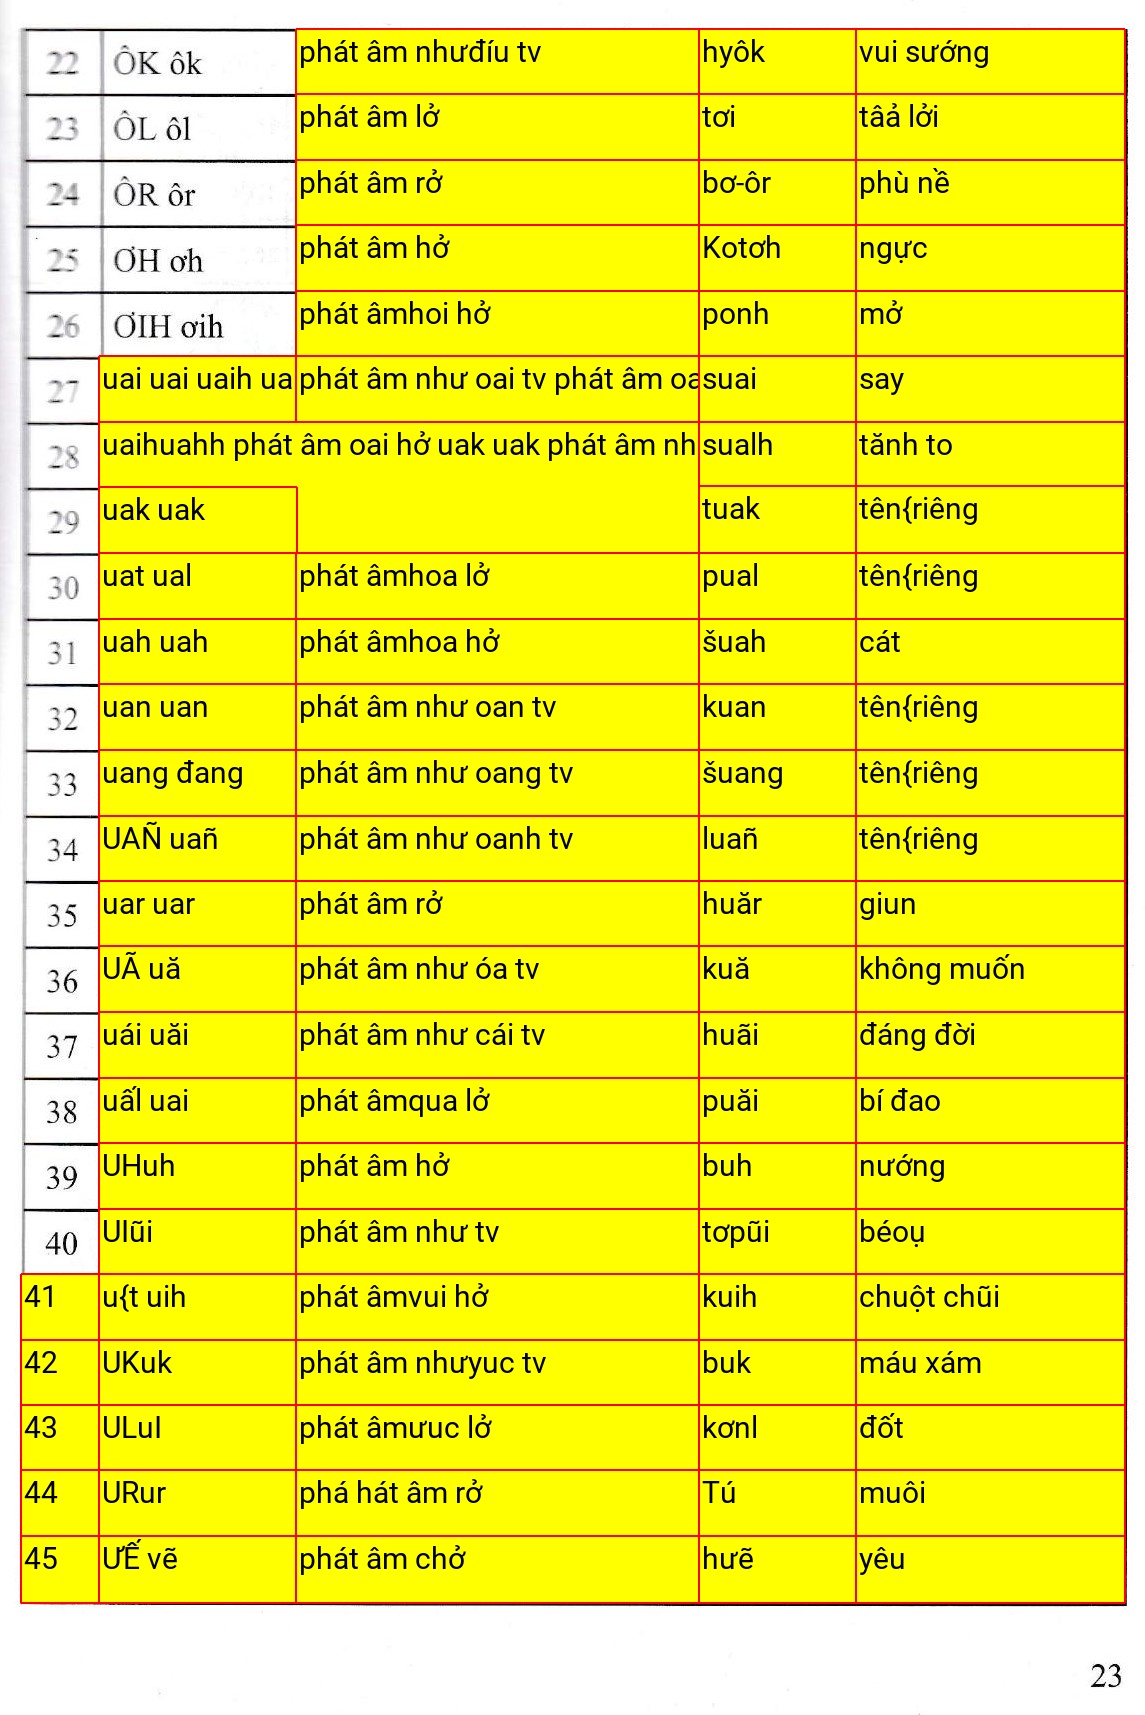 22 ÔK ôk phát âm nhưđíu tv hyôk vui sướng
23 ÔL ôl phát âm lở tơi tâả lởi
24 ÔR ôr phát âm rở bơ-ôr phù nề
25 ƠH ơh phát âm hở Kotơh ngực
26 ƠIH ơih phát âmhoi hở ponh mở
27 uai uai uaih ua phát âm như oai tv phát âm oa suai say
28 uaihuahh phát âm oai hở uak uak phát âm nh sualh tănh to
29 uak uak tuak tên{riêng
30 uat ual phát âmhoa lở pual tên{riêng
31 uah uah phát âmhoa hở šuah cát
32 uan uan phát âm như oan tv kuan tên{riêng
33 uang đang phát âm như oang tv šuang tên{riêng
34 UAÑ uañ phát âm như oanh tv luañ tên{riêng
35 uar uar phát âm rở huăr giun
36 UÃ uă phát âm như óa tv kuă không muốn
37 uái uăi phát âm như cái tv huãi đáng đời
38 uấl uai phát âmqua lở puăi bí đao
39 UHuh phát âm hở buh nướng
40 UIũi phát âm như tv tơpũi béoụ
41 u{t uih phát âmvui hở kuih chuột chũi
42 UKuk phát âm nhưyuc tv buk máu xám
43 ULuI phát âmưuc lở kơnl đốt
44 URur phá hát âm rở Tú muôi
45 ƯẾ vẽ phát âm chở hưẽ yêu
23